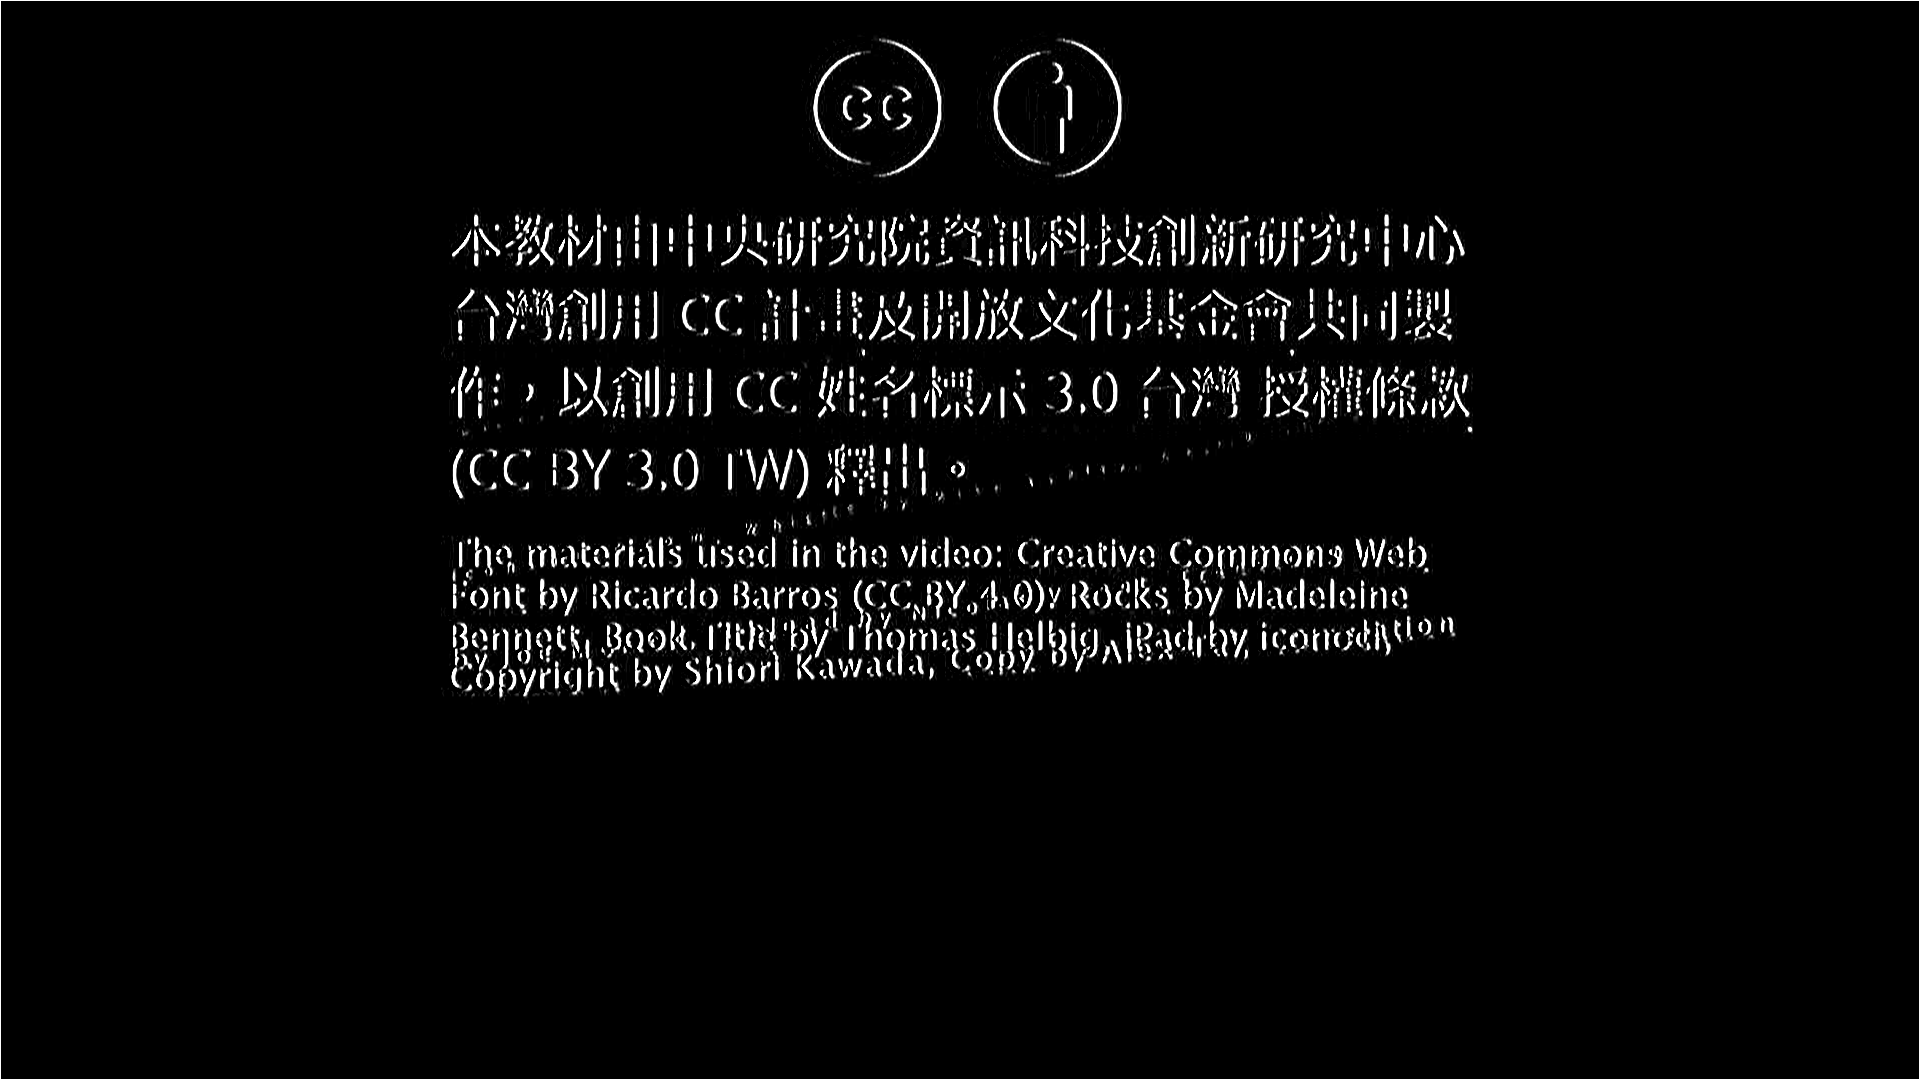 CC
本教材由中央研究院資訊科技創新研究中心
台灣創用 CC 計畫及開放文化基金會共同製
作,以創用 CC 姓名標示 3.0 台灣 授權條款
(CC BY 3.0 TW) 釋出。
The materials used in the video: Creative Commons Web
Font by Ricardo Barros (CC BY 4.0), Rocks by Madeleine
Bennett, Book Title by Thomas Helbig, iPad by
Copyright by Shiori Kawada, Copy by